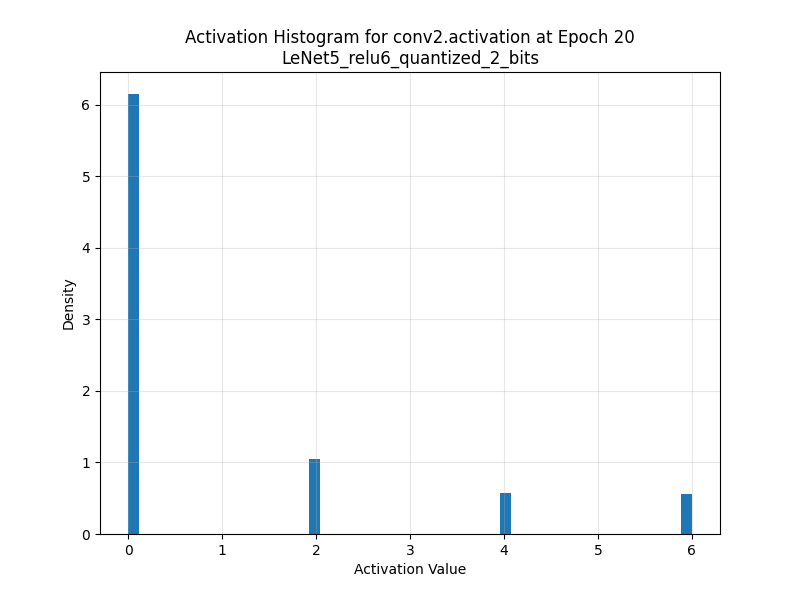 Activation Histogram for conv2.activation at Epoch 20
LeNet5_relu6_quantized_2_bits
6
5
4
3
2
1
0
Density
0 1 2 3 4 5 6
Activation Value